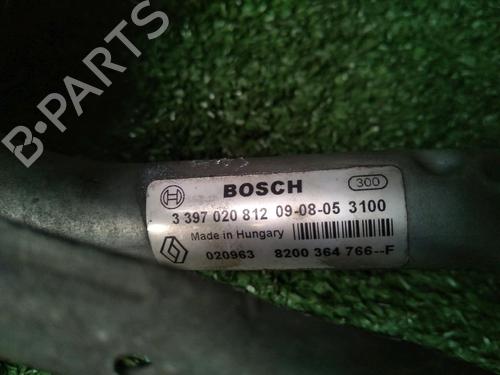 B-PARTS
BOSCH 300
3 397 020 812 09-08-05 3100
Made in Hungary
020963 8200 364 766--F